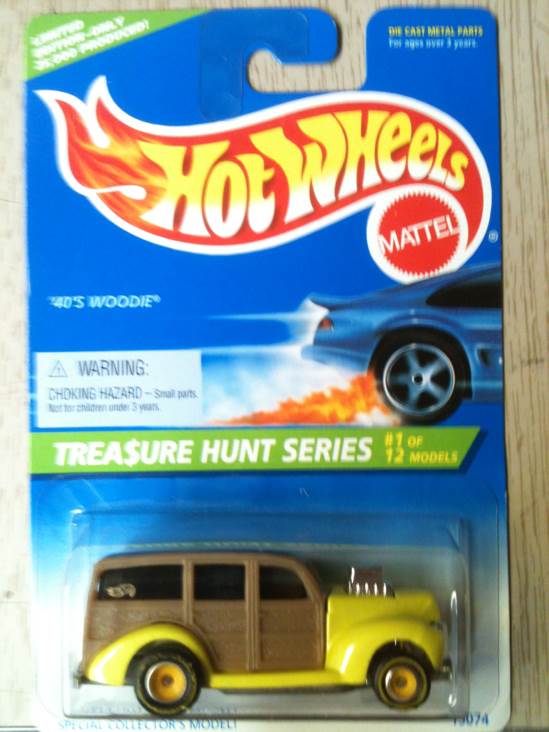 LIMITED
EDITION-ONLY
25,000 PRODUCED!
DIE CAST METAL PARTS
For ages over 3 years.
Hot Wheels
MATTEL
®
'40'S WOODIE®
⚠ WARNING:
CHOKING HAZARD – Small parts.
Not for children under 3 years.
TREA$URE HUNT SERIES #1 OF
12 MODELS
SPECIAL COLLECTOR'S MODEL!